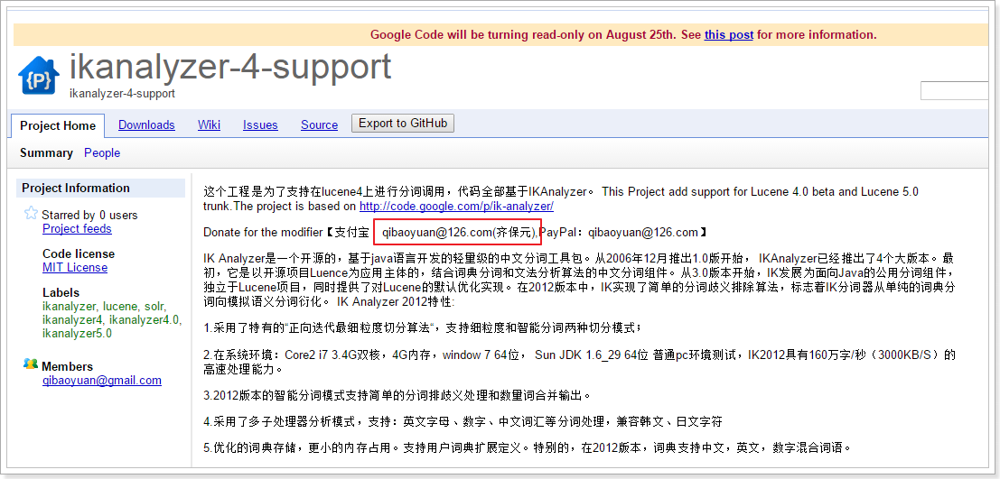 Google Code will be turning read-only on August 25th. See this post for more information.
ikanalyzer-4-support
ikanalyzer-4-support
Project Home Downloads Wiki Issues Source Export to GitHub
Summary People
Project Information
Starred by 0 users
Project feeds
Code license
MIT License
Labels
ikanalyzer, lucene, solr,
ikanalyzer4, ikanalyzer4.0,
ikanalyzer5.0
Members
qibaoyuan@gmail.com
这个工程是为了支持在lucene4上进行分词调用，代码全部基于IKAnalyzer。 This Project add support for Lucene 4.0 beta and Lucene 5.0
trunk.The project is based on http://code.google.com/p/ik-analyzer/
Donate for the modifier【支付宝 qibaoyuan@126.com(齐保元),PayPal：qibaoyuan@126.com】
IK Analyzer是一个开源的，基于java语言开发的轻量级的中文分词工具包。从2006年12月推出1.0版开始， IKAnalyzer已经推出了4个大版本。最
初，它是以开源项目Luence为应用主体的，结合词典分词和文法分析算法的中文分词组件。从3.0版本开始，IK发展为面向Java的公用分词组件，
独立于Lucene项目，同时提供了对Lucene的默认优化实现。在2012版本中，IK实现了简单的分词歧义排除算法，标志着IK分词器从单纯的词典分
词向模拟语义分词衍化。 IK Analyzer 2012特性:
1.采用了特有的“正向迭代最细粒度切分算法“，支持细粒度和智能分词两种切分模式；
2.在系统环境：Core2 i7 3.4G双核，4G内存，window 7 64位， Sun JDK 1.6_29 64位 普通pc环境测试，IK2012具有160万字/秒（3000KB/S）的
高速处理能力。
3.2012版本的智能分词模式支持简单的分词排歧义处理和数量词合并输出。
4.采用了多子处理器分析模式，支持：英文字母、数字、中文词汇等分词处理，兼容韩文、日文字符
5.优化的词典存储，更小的内存占用。支持用户词典扩展定义。特别的，在2012版本，词典支持中文，英文，数字混合词语。